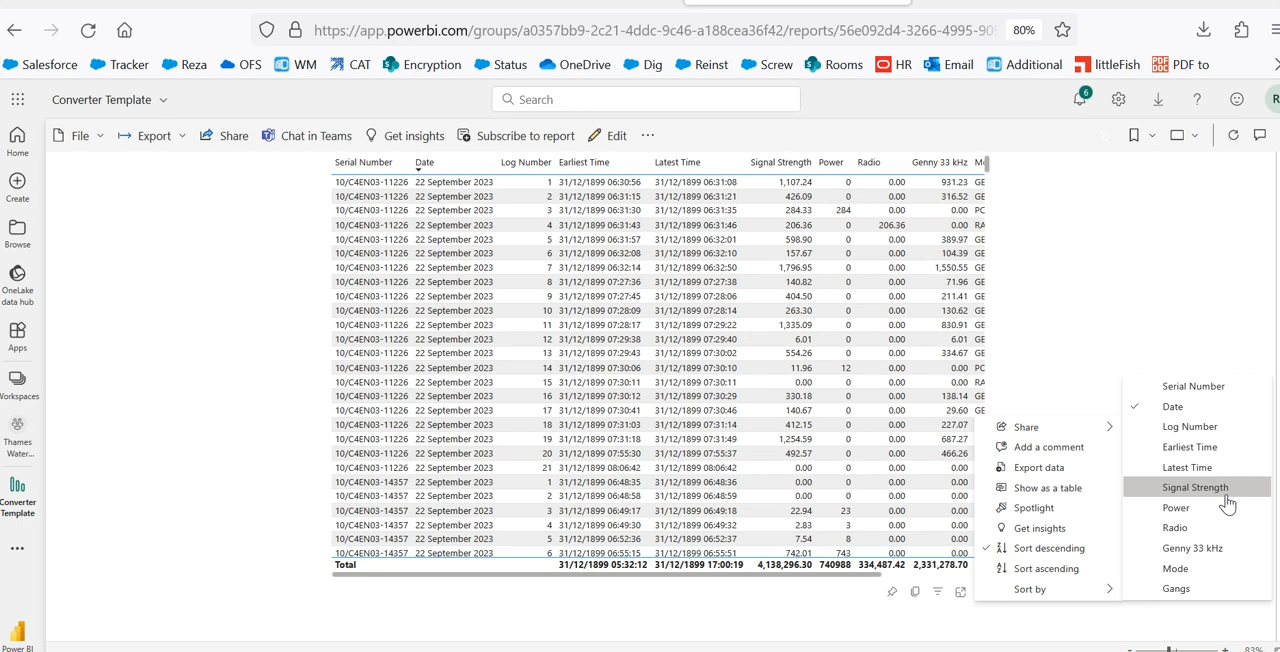 https://app.powerbi.com/groups/a0357bb9-2c21-4ddc-9c46-a188cea36f42/reports/56e092d4-3266-4995-909 80%
Salesforce Tracker Reza OFS WM CAT Encryption Status OneDrive Dig Reinst Screw Rooms HR Email Additional littleFish PDF to
Converter Template Search 6 R
File Export Share Chat in Teams Get insights Subscribe to report Edit
Home
Create
Browse
OneLake
data hub
Apps
Workspaces
Thames
Water...
Converter
Template
Power BI
Serial Number Date Log Number Earliest Time Latest Time Signal Strength Power Radio Genny 33 kHz
10/C4EN03-11226 22 September 2023 1 31/12/1899 06:30:56 31/12/1899 06:31:08 1,107.24 0 0.00 931.23 GE
10/C4EN03-11226 22 September 2023 2 31/12/1899 06:31:15 31/12/1899 06:31:21 426.09 0 0.00 316.52 GE
10/C4EN03-11226 22 September 2023 3 31/12/1899 06:31:30 31/12/1899 06:31:35 284.33 284 0.00 0.00 PC
10/C4EN03-11226 22 September 2023 4 31/12/1899 06:31:43 31/12/1899 06:31:46 206.36 0 206.36 0.00 RA
10/C4EN03-11226 22 September 2023 5 31/12/1899 06:31:57 31/12/1899 06:32:01 598.90 0 0.00 389.97 GE
10/C4EN03-11226 22 September 2023 6 31/12/1899 06:32:08 31/12/1899 06:32:10 157.67 0 0.00 104.39 GE
10/C4EN03-11226 22 September 2023 7 31/12/1899 06:32:14 31/12/1899 06:32:50 1,796.95 0 0.00 1,550.55 GE
10/C4EN03-11226 22 September 2023 8 31/12/1899 07:27:36 31/12/1899 07:27:38 140.82 0 0.00 71.96 GE
10/C4EN03-11226 22 September 2023 9 31/12/1899 07:27:45 31/12/1899 07:28:06 404.50 0 0.00 211.41 GE
10/C4EN03-11226 22 September 2023 10 31/12/1899 07:28:09 31/12/1899 07:28:14 263.30 0 0.00 130.62 GE
10/C4EN03-11226 22 September 2023 11 31/12/1899 07:28:17 31/12/1899 07:29:22 1,335.09 0 0.00 830.91 GE
10/C4EN03-11226 22 September 2023 12 31/12/1899 07:29:38 31/12/1899 07:29:40 6.01 0 0.00 6.01 GE
10/C4EN03-11226 22 September 2023 13 31/12/1899 07:29:43 31/12/1899 07:30:02 554.26 0 0.00 334.67 GE
10/C4EN03-11226 22 September 2023 14 31/12/1899 07:30:06 31/12/1899 07:30:10 11.96 12 0.00 0.00 PC
10/C4EN03-11226 22 September 2023 15 31/12/1899 07:30:11 31/12/1899 07:30:11 0.00 0 0.00 0.00 RA
10/C4EN03-11226 22 September 2023 16 31/12/1899 07:30:12 31/12/1899 07:30:29 330.18 0 0.00 138.14 GE
10/C4EN03-11226 22 September 2023 17 31/12/1899 07:30:41 31/12/1899 07:30:46 140.67 0 0.00 29.60 GE
10/C4EN03-11226 22 September 2023 18 31/12/1899 07:31:03 31/12/1899 07:31:14 412.15 0 0.00 227.07
10/C4EN03-11226 22 September 2023 19 31/12/1899 07:31:18 31/12/1899 07:31:49 1,254.59 0 0.00 687.27
10/C4EN03-11226 22 September 2023 20 31/12/1899 07:55:30 31/12/1899 07:55:37 492.57 0 0.00 466.26
10/C4EN03-11226 22 September 2023 21 31/12/1899 08:06:42 31/12/1899 08:06:42 0.00 0 0.00 0.00
10/C4EN03-14357 22 September 2023 1 31/12/1899 06:48:35 31/12/1899 06:48:36 0.00 0 0.00 0.00
10/C4EN03-14357 22 September 2023 2 31/12/1899 06:48:58 31/12/1899 06:48:59 0.00 0 0.00 0.00
10/C4EN03-14357 22 September 2023 3 31/12/1899 06:49:17 31/12/1899 06:49:18 22.94 23 0.00 0.00
10/C4EN03-14357 22 September 2023 4 31/12/1899 06:49:30 31/12/1899 06:49:32 2.83 3 0.00 0.00
10/C4EN03-14357 22 September 2023 5 31/12/1899 06:52:36 31/12/1899 06:52:37 7.54 8 0.00 0.00
10/C4EN03-14357 22 September 2023 6 31/12/1899 06:55:15 31/12/1899 06:55:51 742.01 743 0.00 0.00
Total 31/12/1899 05:32:12 31/12/1899 17:00:19 4,138,296.30 740988 334,487.42 2,331,278.70
Share
Add a comment
Export data
Show as a table
Spotlight
Get insights
Sort descending
Sort ascending
Sort by
Serial Number
Date
Log Number
Earliest Time
Latest Time
Signal Strength
Power
Radio
Genny 33 kHz
Mode
Gangs
83%